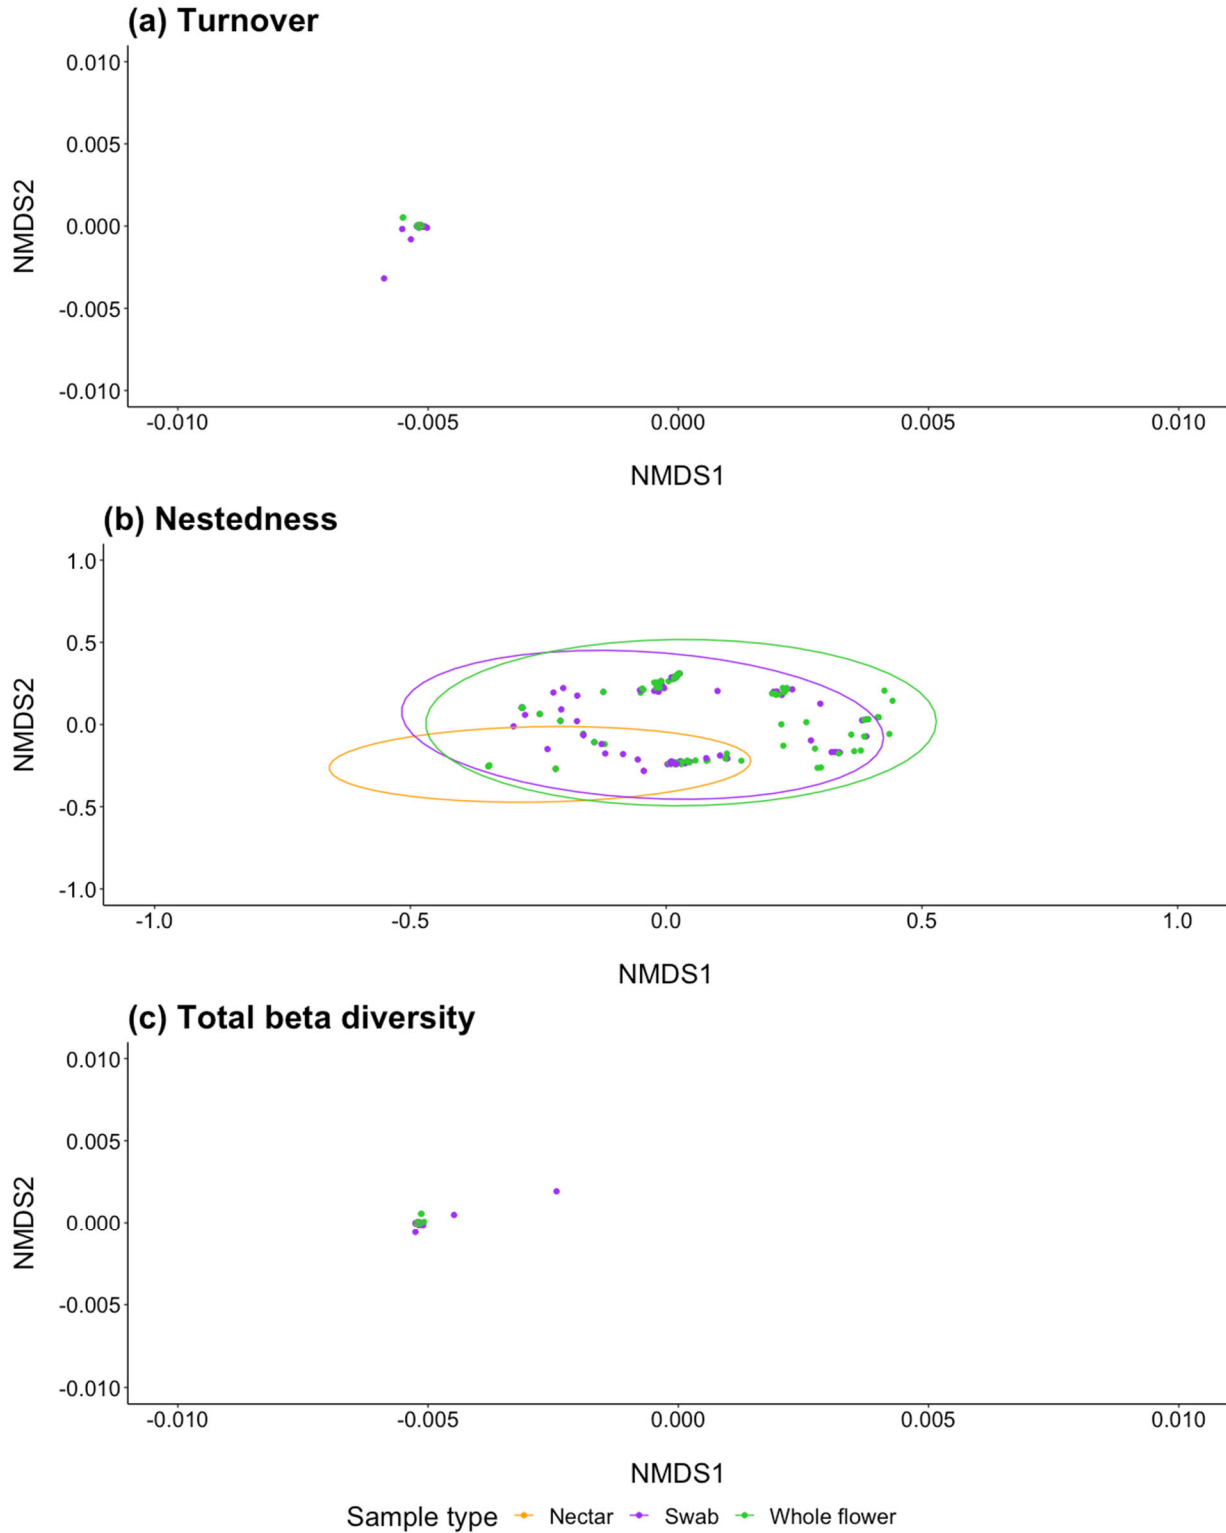 (a) Turnover
0.010
0.005
0.000
-0.005
-0.010
NMDS2
-0.010 -0.005 0.000 0.005 0.010
NMDS1
(b) Nestedness
1.0
0.5
0.0
-0.5
-1.0
NMDS2
-1.0 -0.5 0.0 0.5 1.0
NMDS1
(c) Total beta diversity
0.010
0.005
0.000
-0.005
-0.010
NMDS2
-0.010 -0.005 0.000 0.005 0.010
NMDS1
Sample type Nectar Swab Whole flower